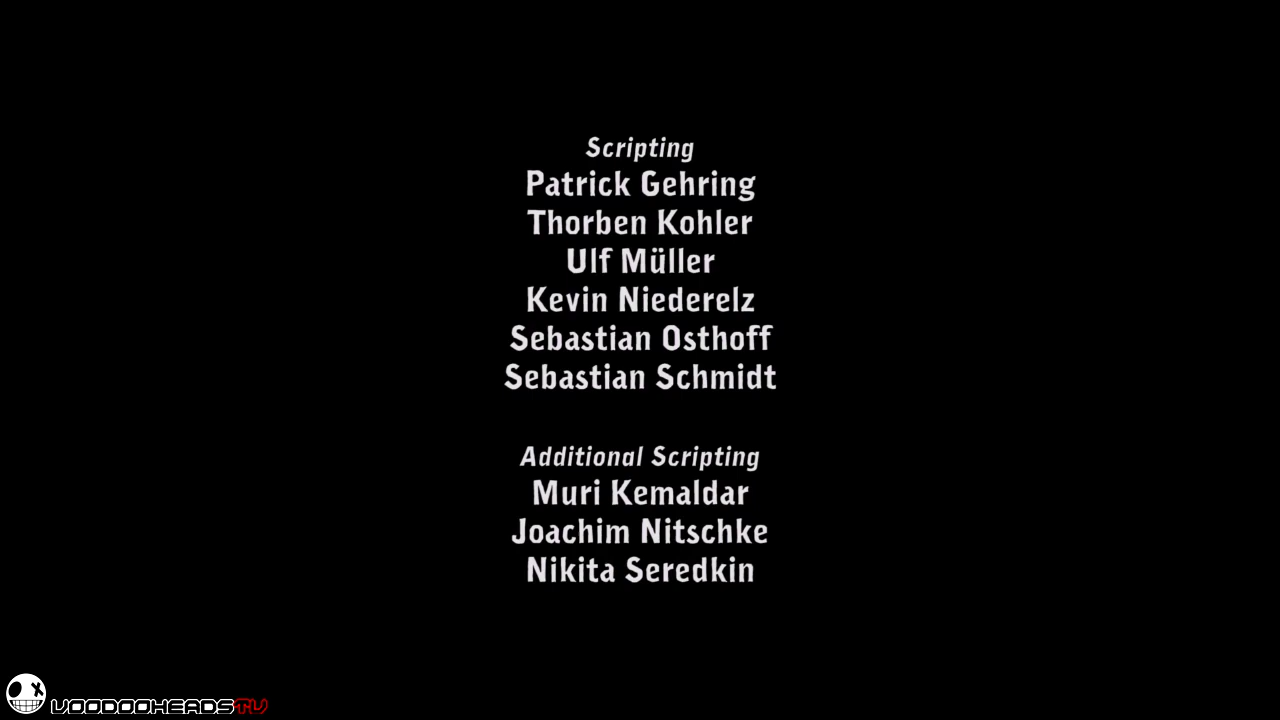 Scripting
Patrick Gehring
Thorben Kohler
Ulf Müller
Kevin Niederelz
Sebastian Osthoff
Sebastian Schmidt
Additional Scripting
Muri Kemaldar
Joachim Nitschke
Nikita Seredkin
VOODOOHEADSTV